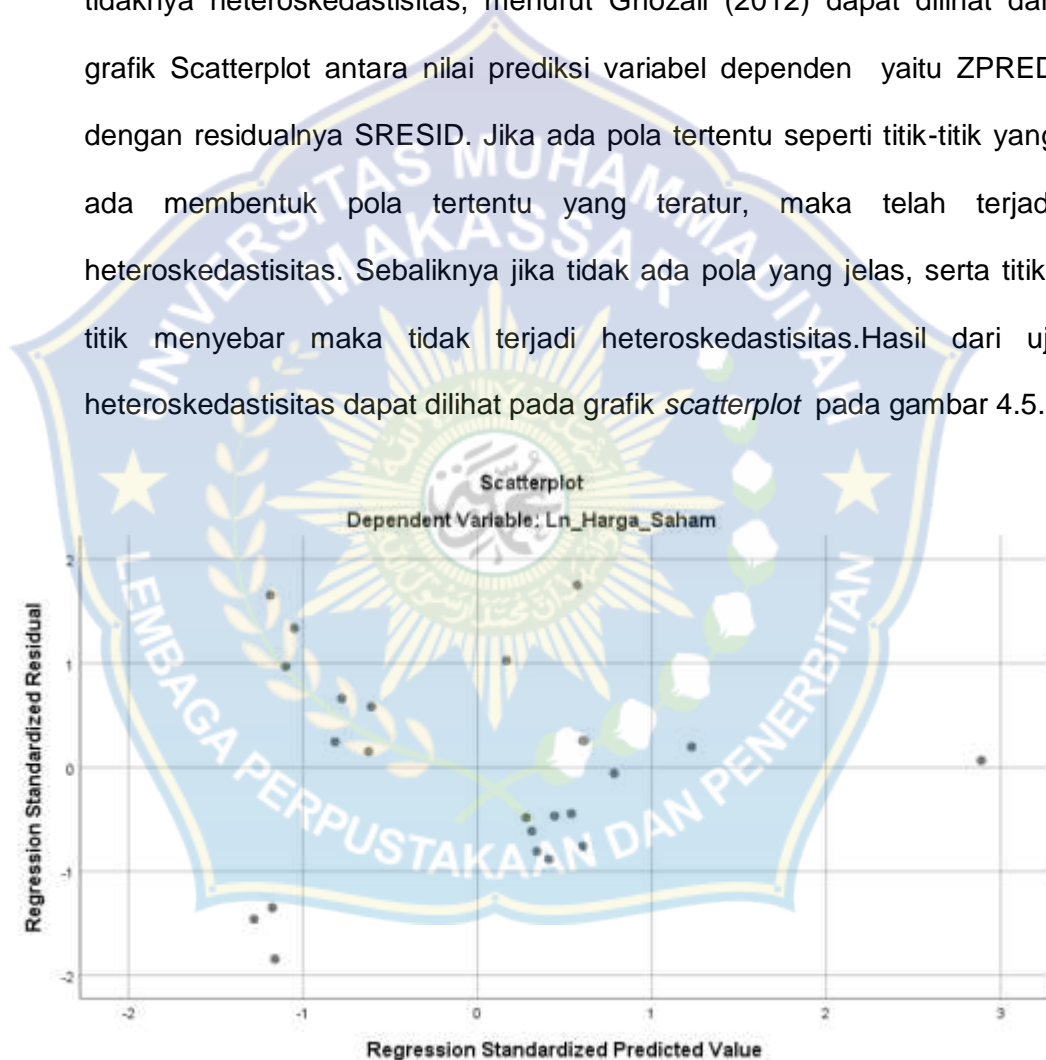 tidaknya heteroskedastisitas, menurut Ghozali (2012) dapat dilihat dari
grafik Scatterplot antara nilai prediksi variabel dependen yaitu ZPRED
dengan residualnya SRESID. Jika ada pola tertentu seperti titik-titik yang
ada membentuk pola tertentu yang teratur, maka telah terjad
heteroskedastisitas. Sebaliknya jika tidak ada pola yang jelas, serta titik
titik menyebar maka tidak terjadi heteroskedastisitas.Hasil dari uj
heteroskedastisitas dapat dilihat pada grafik scatterplot pada gambar 4.5.
UNIVERSITAS MUHAMMADIYAH
MAKASSAR
LEMBAGA PERPUSTAKAAN DAN PENERBITAN
Scatterplot
Dependent Variable: Ln_Harga_Saham
Regression Standardized Residual
2
1
0
-1
-2
-2
-1
0
1
2
3
Regression Standardized Predicted Value